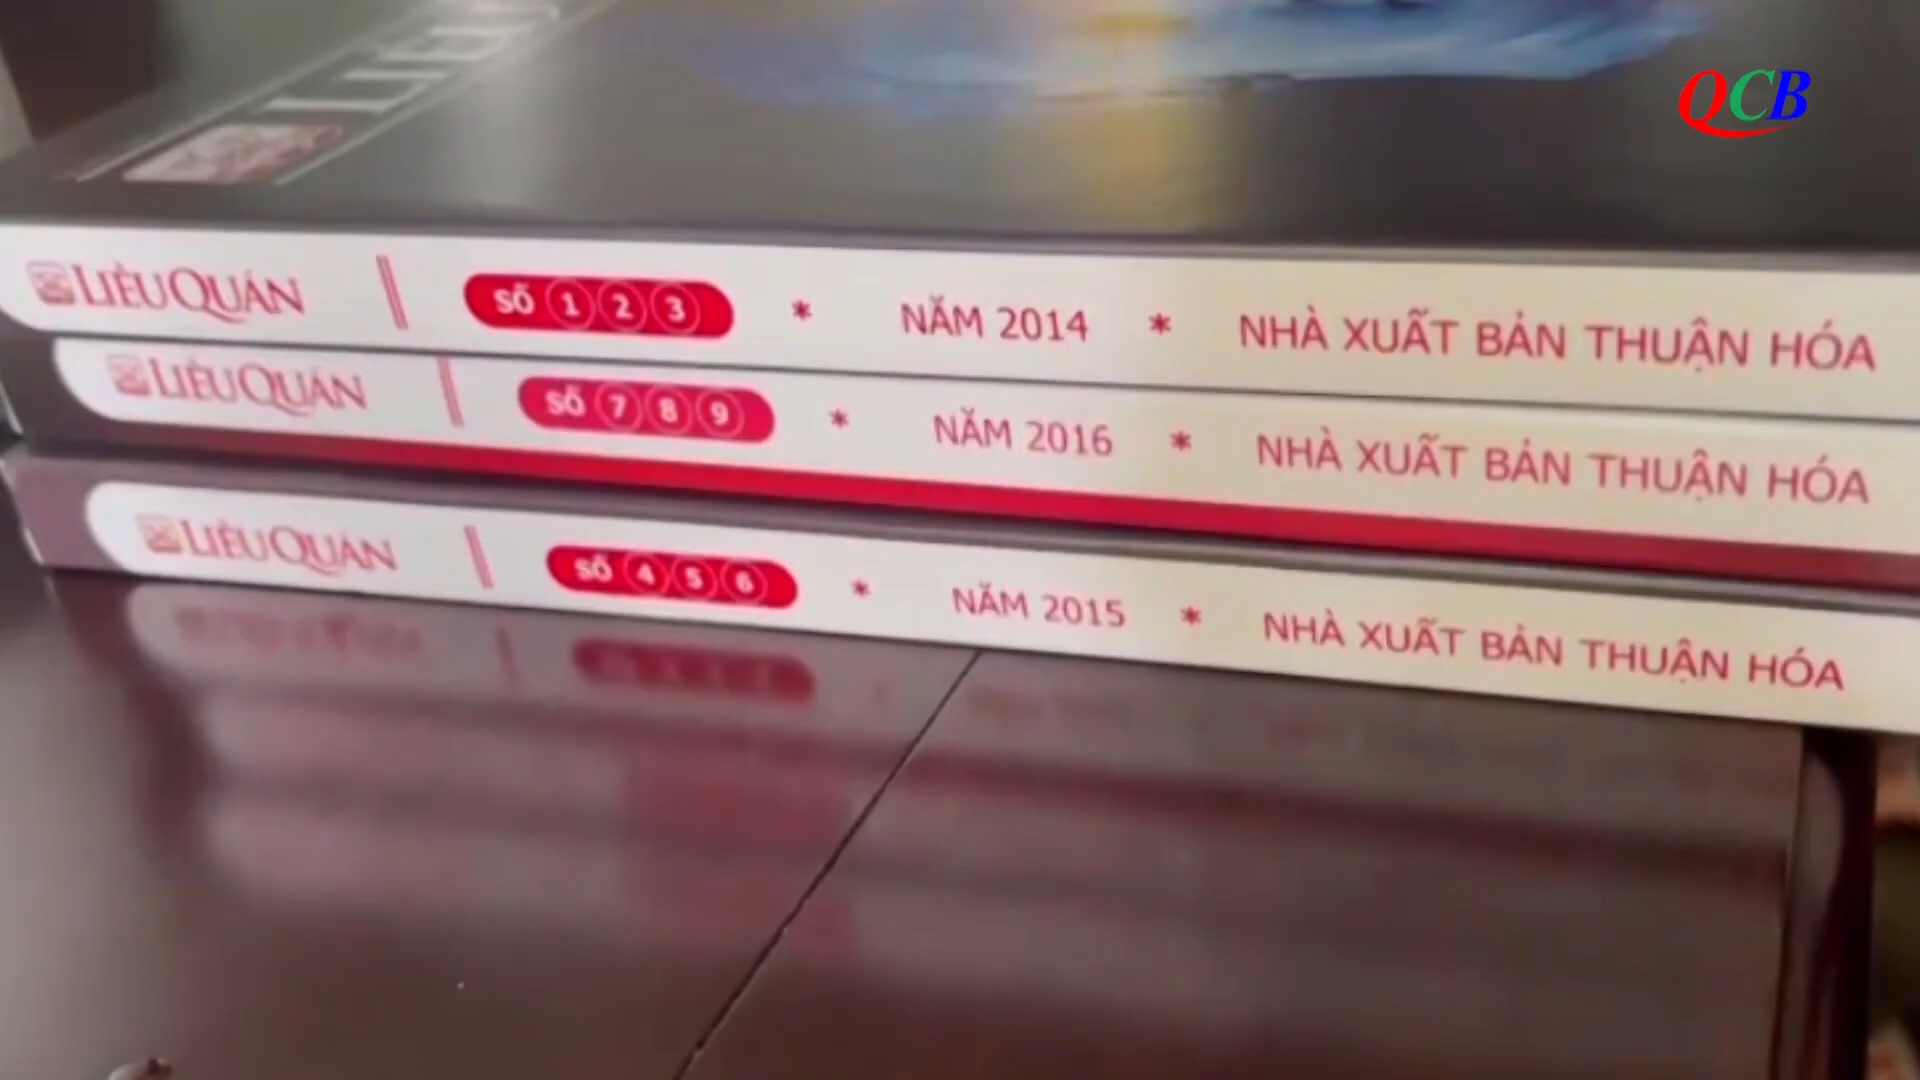 QCB
LIỄU QUÁN SỐ 1 2 3 * NĂM 2014 * NHÀ XUẤT BẢN THUẬN HÓA
LIỄU QUÁN SỐ 7 8 9 * NĂM 2016 * NHÀ XUẤT BẢN THUẬN HÓA
LIỄU QUÁN SỐ 4 5 6 * NĂM 2015 * NHÀ XUẤT BẢN THUẬN HÓA